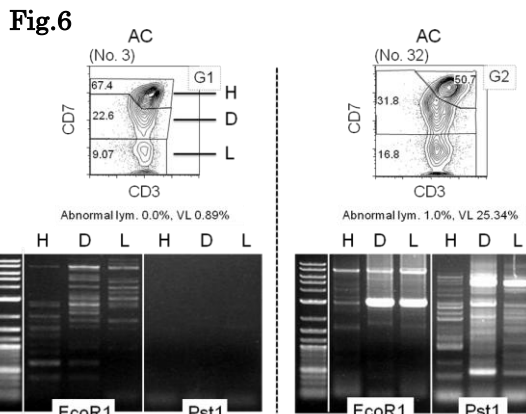 Fig.6
AC
(No. 3)
G1
67.4
22.6
9.07
H
D
L
CD7
CD3
Abnormal lym. 0.0%, VL 0.89%
H D L H D L
EcoR1 Pst1
AC
(No. 32)
G2
50.7
31.8
16.8
CD7
CD3
Abnormal lym. 1.0%, VL 25.34%
H D L H D L
EcoR1 Pst1